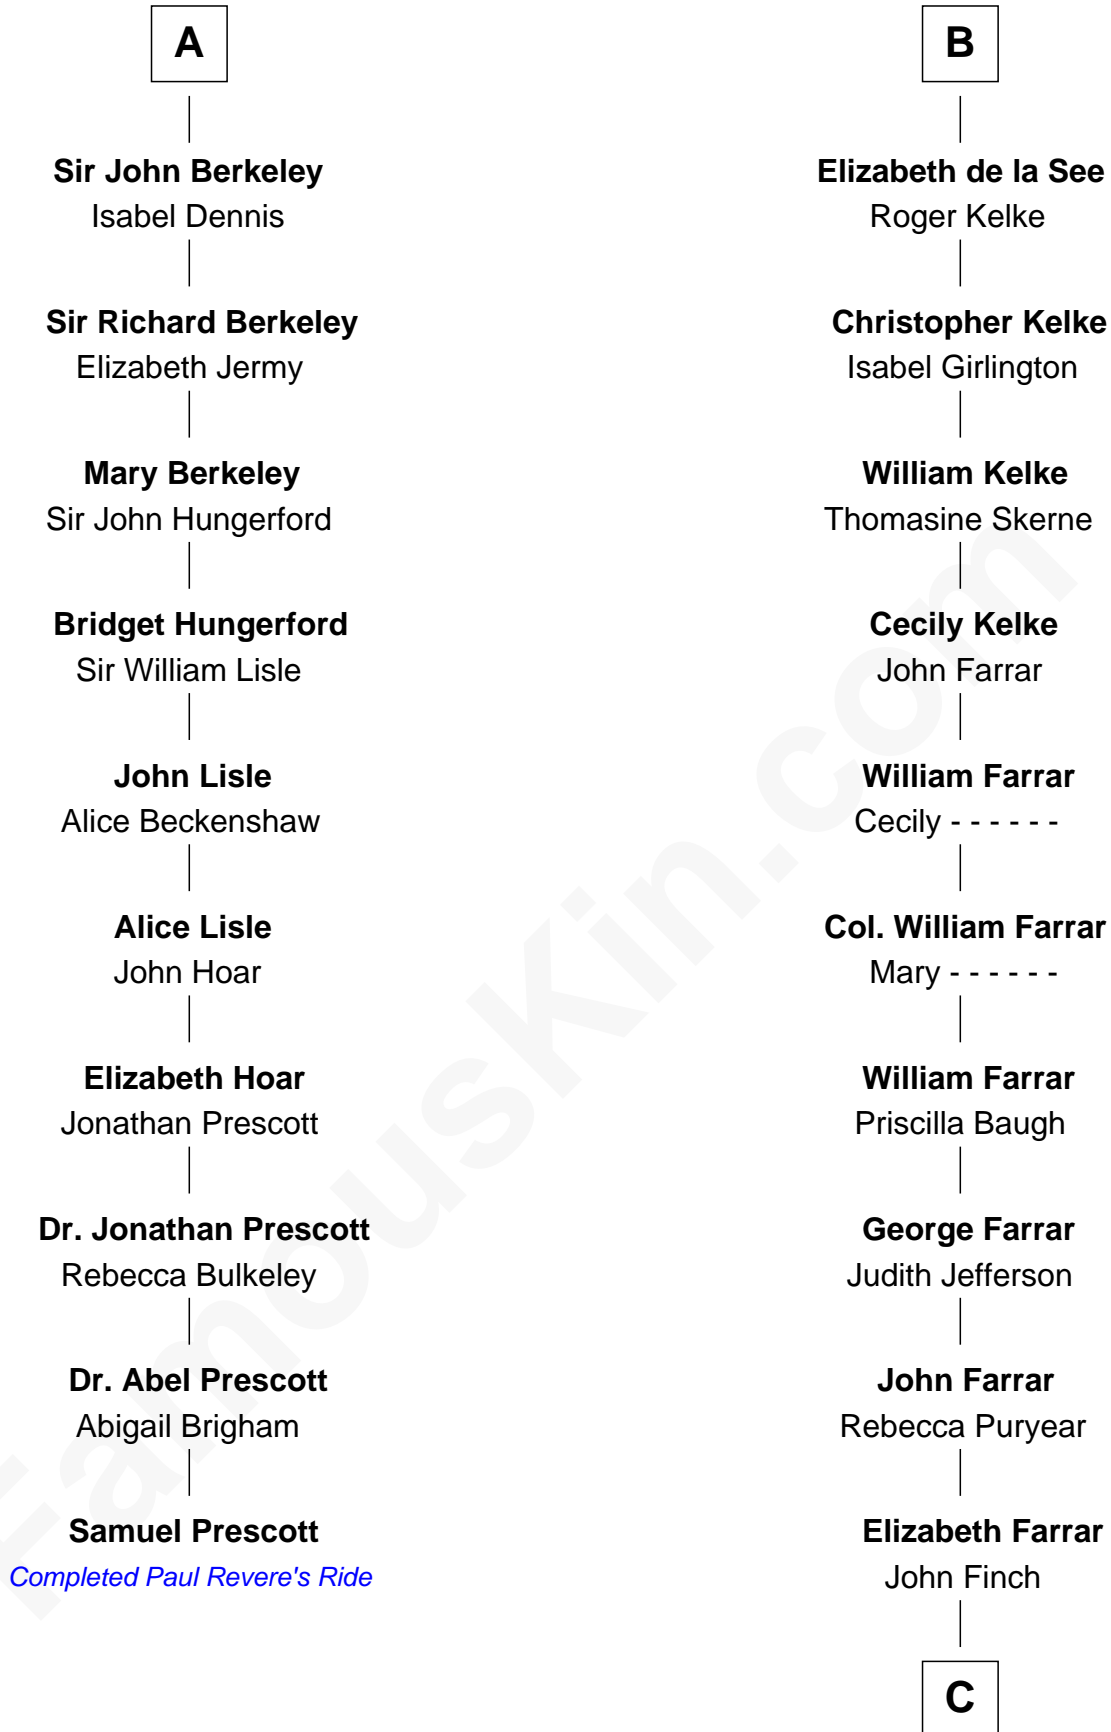 A
Sir John Berkeley
Isabel Dennis
Sir Richard Berkeley
Elizabeth Jermy
Mary Berkeley
Sir John Hungerford
Bridget Hungerford
Sir William Lisle
John Lisle
Alice Beckenshaw
Alice Lisle
John Hoar
Elizabeth Hoar
Jonathan Prescott
Dr. Jonathan Prescott
Rebecca Bulkeley
Dr. Abel Prescott
Abigail Brigham
Samuel Prescott
Completed Paul Revere's Ride
B
Elizabeth de la See
Roger Kelke
Christopher Kelke
Isabel Girlington
William Kelke
Thomasine Skerne
Cecily Kelke
John Farrar
William Farrar
Cecily - - - - - -
Col. William Farrar
Mary - - - - - -
William Farrar
Priscilla Baugh
George Farrar
Judith Jefferson
John Farrar
Rebecca Puryear
Elizabeth Farrar
John Finch
C
FamousKin.com